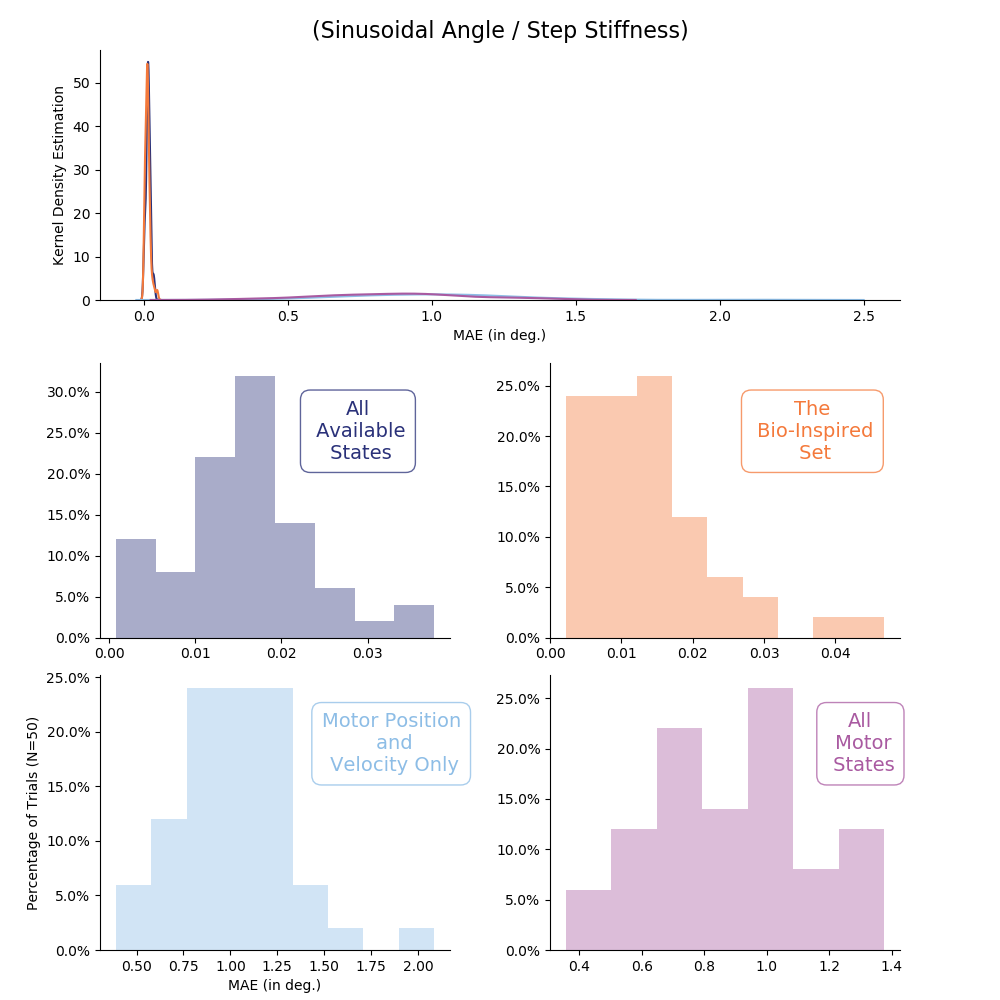 (Sinusoidal Angle / Step Stiffness)
Kernel Density Estimation
50
40
30
20
10
0
0.0 0.5 1.0 1.5 2.0 2.5
MAE (in deg.)
All
Available
States
30.0%
25.0%
20.0%
15.0%
10.0%
5.0%
0.0%
0.00 0.01 0.02 0.03
The
Bio-Inspired
Set
25.0%
20.0%
15.0%
10.0%
5.0%
0.0%
0.00 0.01 0.02 0.03 0.04
Percentage of Trials (N=50)
Motor Position
and
Velocity Only
25.0%
20.0%
15.0%
10.0%
5.0%
0.0%
0.50 0.75 1.00 1.25 1.50 1.75 2.00
MAE (in deg.)
All
Motor
States
25.0%
20.0%
15.0%
10.0%
5.0%
0.0%
0.4 0.6 0.8 1.0 1.2 1.4